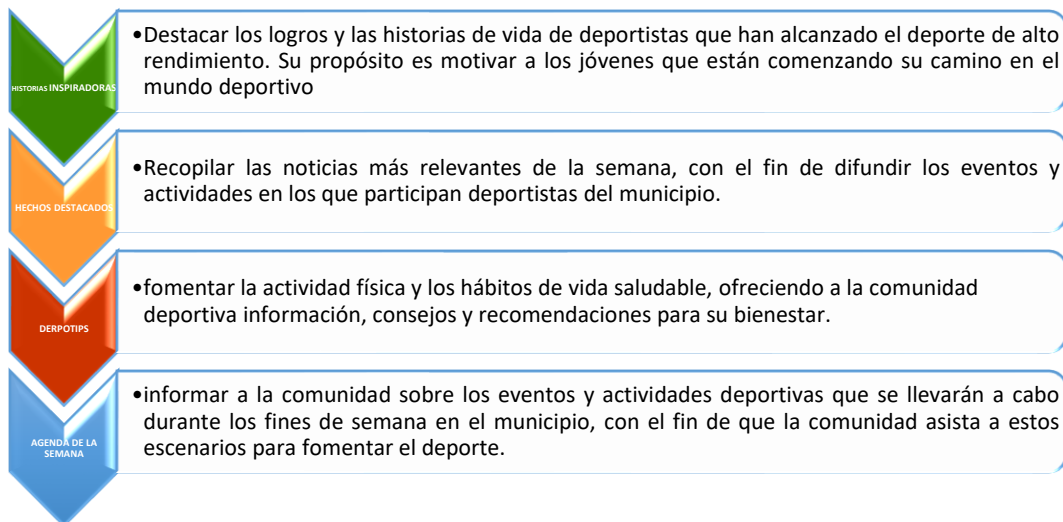 HISTORIAS INSPIRADORAS
•Destacar los logros y las historias de vida de deportistas que han alcanzado el deporte de alto
rendimiento. Su propósito es motivar a los jóvenes que están comenzando su camino en el
mundo deportivo
HECHOS DESTACADOS
•Recopilar las noticias más relevantes de la semana, con el fin de difundir los eventos y
actividades en los que participan deportistas del municipio.
DERPOTIPS
•fomentar la actividad física y los hábitos de vida saludable, ofreciendo a la comunidad
deportiva información, consejos y recomendaciones para su bienestar.
AGENDA DE LA
SEMANA
•informar a la comunidad sobre los eventos y actividades deportivas que se llevarán a cabo
durante los fines de semana en el municipio, con el fin de que la comunidad asista a estos
escenarios para fomentar el deporte.